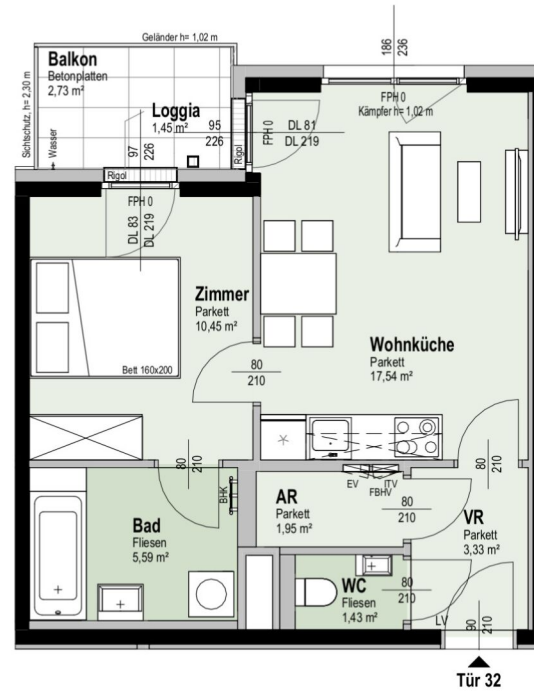 Geländer h= 1,02 m
Balkon
Betonplatten
2,73 m²
Sichtschutz, h= 2,30 m
Wasser
Loggia
1,45 m²
97
226
95
226
Rigol
Rigol
186
236
FPH 0
Kämpfer h= 1,02 m
FPH 0
DL 81
DL 219
FPH 0
DL 83
DL 219
Zimmer
Parkett
10,45 m²
Bett 160x200
80
210
Wohnküche
Parkett
17,54 m²
80
210
BHK
Bad
Fliesen
5,59 m²
AR
Parkett
1,95 m²
EV
ITV
FBHV
80
210
80
210
VR
Parkett
3,33 m²
WC
Fliesen
1,43 m²
80
210
LV
90
210
Tür 32